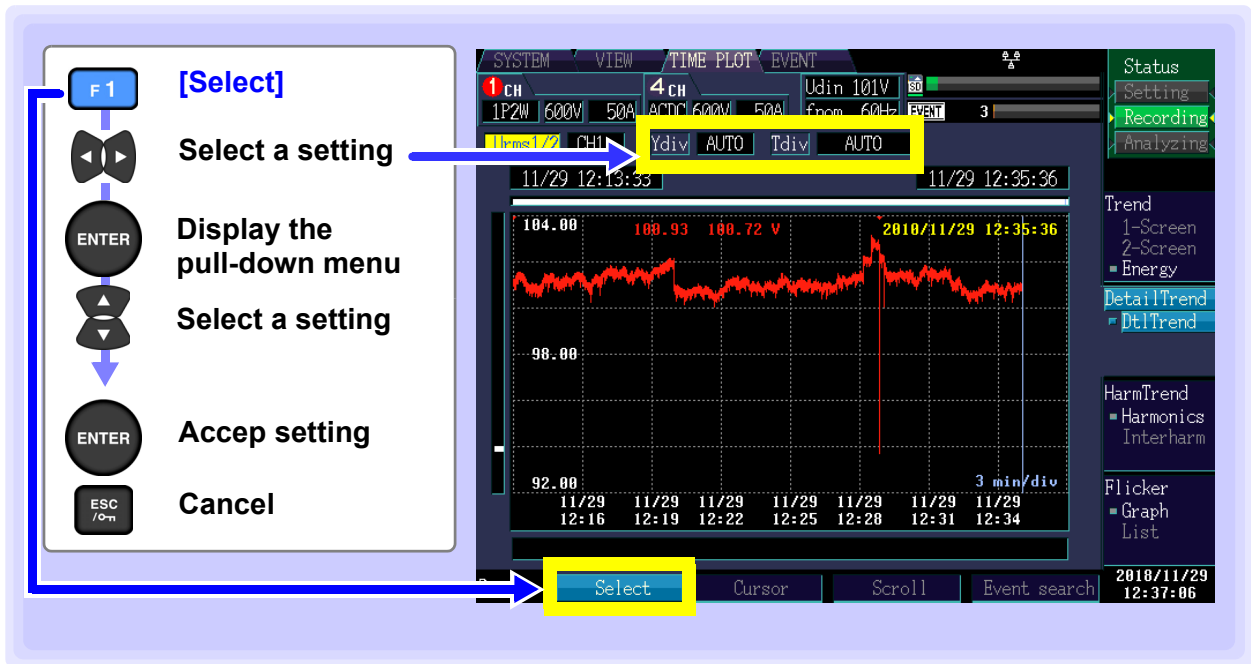 F 1
[Select]
Select a setting
ENTER
Display the
pull-down menu
Select a setting
ENTER
Accep setting
ESC
Cancel
SYSTEM VIEW TIME PLOT EVENT
1 CH 4 CH Udin 101V SD
1P2W 600V 50A ACDC 600V 50A fnom 60Hz EVENT 3
Urms1/2 CH1 Ydiv AUTO Tdiv AUTO
11/29 12:13:33 11/29 12:35:36
104.00 100.93 100.72 V 2018/11/29 12:35:36
98.00
92.00 3 min/div
11/29 11/29 11/29 11/29 11/29 11/29 11/29
12:16 12:19 12:22 12:25 12:28 12:31 12:34
Select Cursor Scroll Event search
Status
Setting
Recording
Analyzing
Trend
1-Screen
2-Screen
Energy
DetailTrend
DtlTrend
HarmTrend
Harmonics
Interharm
Flicker
Graph
List
2018/11/29
12:37:06